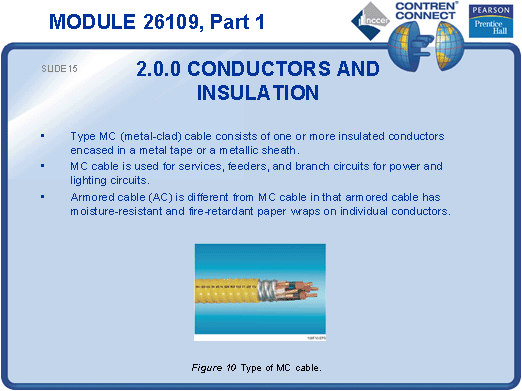 MODULE 26109, Part 1
nccer
CONTREN®
CONNECT
PEARSON
Prentice
Hall
SLIDE 15
2.0.0 CONDUCTORS AND
INSULATION
• Type MC (metal-clad) cable consists of one or more insulated conductors
encased in a metal tape or a metallic sheath.
• MC cable is used for services, feeders, and branch circuits for power and
lighting circuits.
• Armored cable (AC) is different from MC cable in that armored cable has
moisture-resistant and fire-retardant paper wraps on individual conductors.
Figure 10 Type of MC cable.